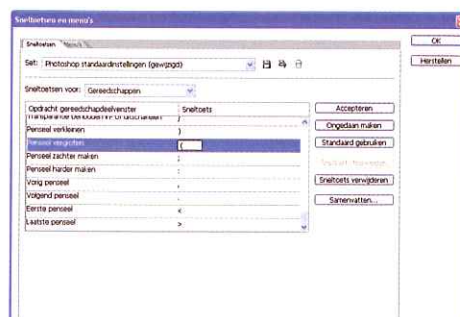 Sneltoetsen en menu's
Sneltoetsen Menu's
OK
Herstellen
Set: Photoshop standaardinstellingen (gewijzigd)
Sneltoetsen voor: Gereedschappen
Opdracht gereedschapdeelvenster Sneltoets
Accepteren
Ongedaan maken
Standaard gebruiken
Sneltoets verwijderen
Samenvatten...
Penseel verkleinen }
Penseel vergroten {
Penseel zachter maken ;
Penseel harder maken :
Vorig penseel ,
Volgend penseel .
Eerste penseel <
Laatste penseel >